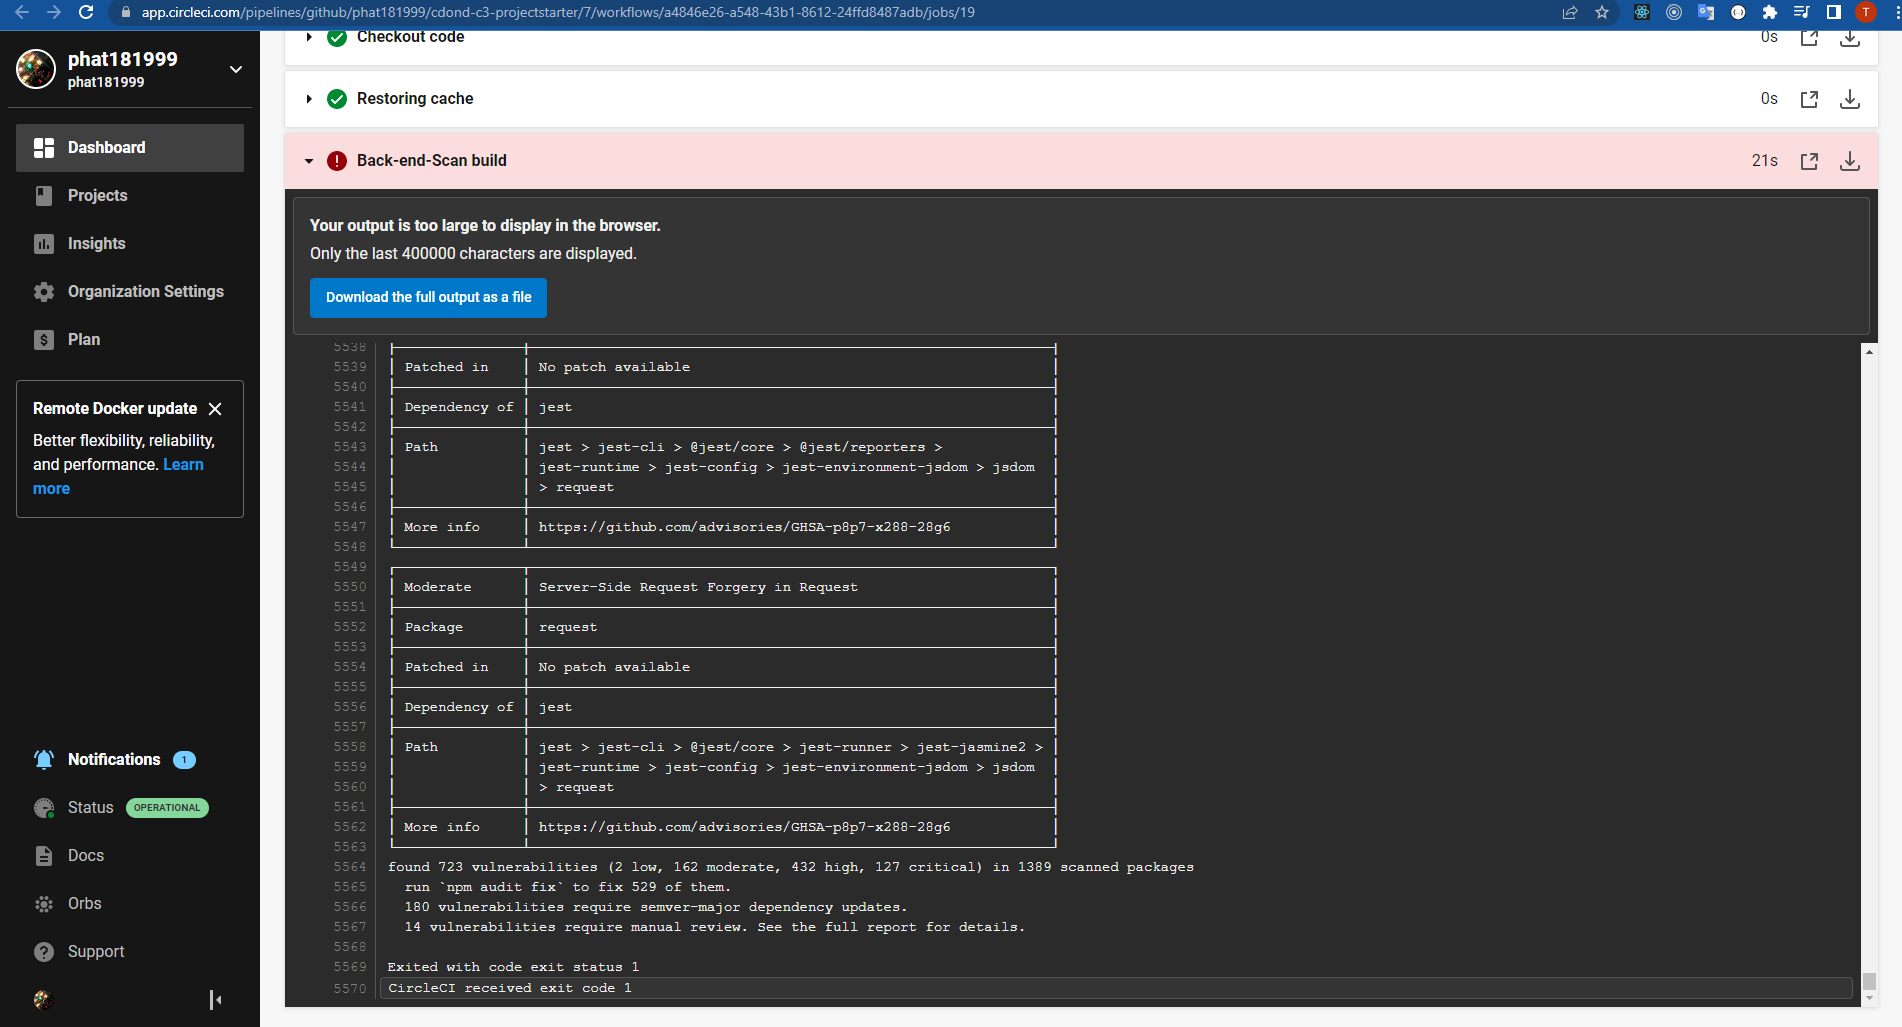 app.circleci.com/pipelines/github/phat181999/cdond-c3-projectstarter/7/workflows/a4846e26-a548-43b1-8612-24ffd8487adb/jobs/19
T
phat181999
phat181999
Dashboard
Projects
Insights
Organization Settings
Plan
Remote Docker update
Better flexibility, reliability,
and performance. Learn
more
Notifications 1
Status OPERATIONAL
Docs
Orbs
Support
Checkout code 0s
Restoring cache 0s
Back-end-Scan build 21s
Your output is too large to display in the browser.
Only the last 400000 characters are displayed.
Download the full output as a file
5538
5539 Patched in No patch available
5540
5541 Dependency of jest
5542
5543 Path jest > jest-cli > @jest/core > @jest/reporters >
5544 jest-runtime > jest-config > jest-environment-jsdom > jsdom
5545 > request
5546
5547 More info https://github.com/advisories/GHSA-p8p7-x288-28g6
5548
5549
5550 Moderate Server-Side Request Forgery in Request
5551
5552 Package request
5553
5554 Patched in No patch available
5555
5556 Dependency of jest
5557
5558 Path jest > jest-cli > @jest/core > jest-runner > jest-jasmine2 >
5559 jest-runtime > jest-config > jest-environment-jsdom > jsdom
5560 > request
5561
5562 More info https://github.com/advisories/GHSA-p8p7-x288-28g6
5563
5564 found 723 vulnerabilities (2 low, 162 moderate, 432 high, 127 critical) in 1389 scanned packages
5565 run `npm audit fix` to fix 529 of them.
5566 180 vulnerabilities require semver-major dependency updates.
5567 14 vulnerabilities require manual review. See the full report for details.
5568
5569 Exited with code exit status 1
5570 CircleCI received exit code 1